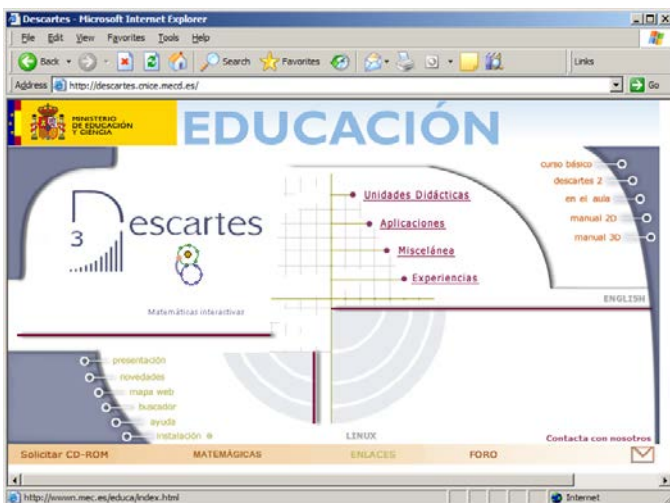 Descartes - Microsoft Internet Explorer
File Edit View Favorites Tools Help
Back Search Favorites Links
Address http://descartes.cnice.mecd.es/ Go
MINISTERIO
DE EDUCACIÓN
Y CIENCIA
EDUCACIÓN
curso básico
descartes 2
en el aula
manual 2D
manual 3D
Unidades Didácticas
Aplicaciones
Miscelánea
Experiencias
Descartes
3
Matemáticas interactivas
ENGLISH
presentación
novedades
mapa web
buscador
ayuda
instalación
LINUX
Contacta con nosotros
Solicitar CD-ROM MATEMÁGICAS ENLACES FORO
http://www.mec.es/educa/index.html Internet